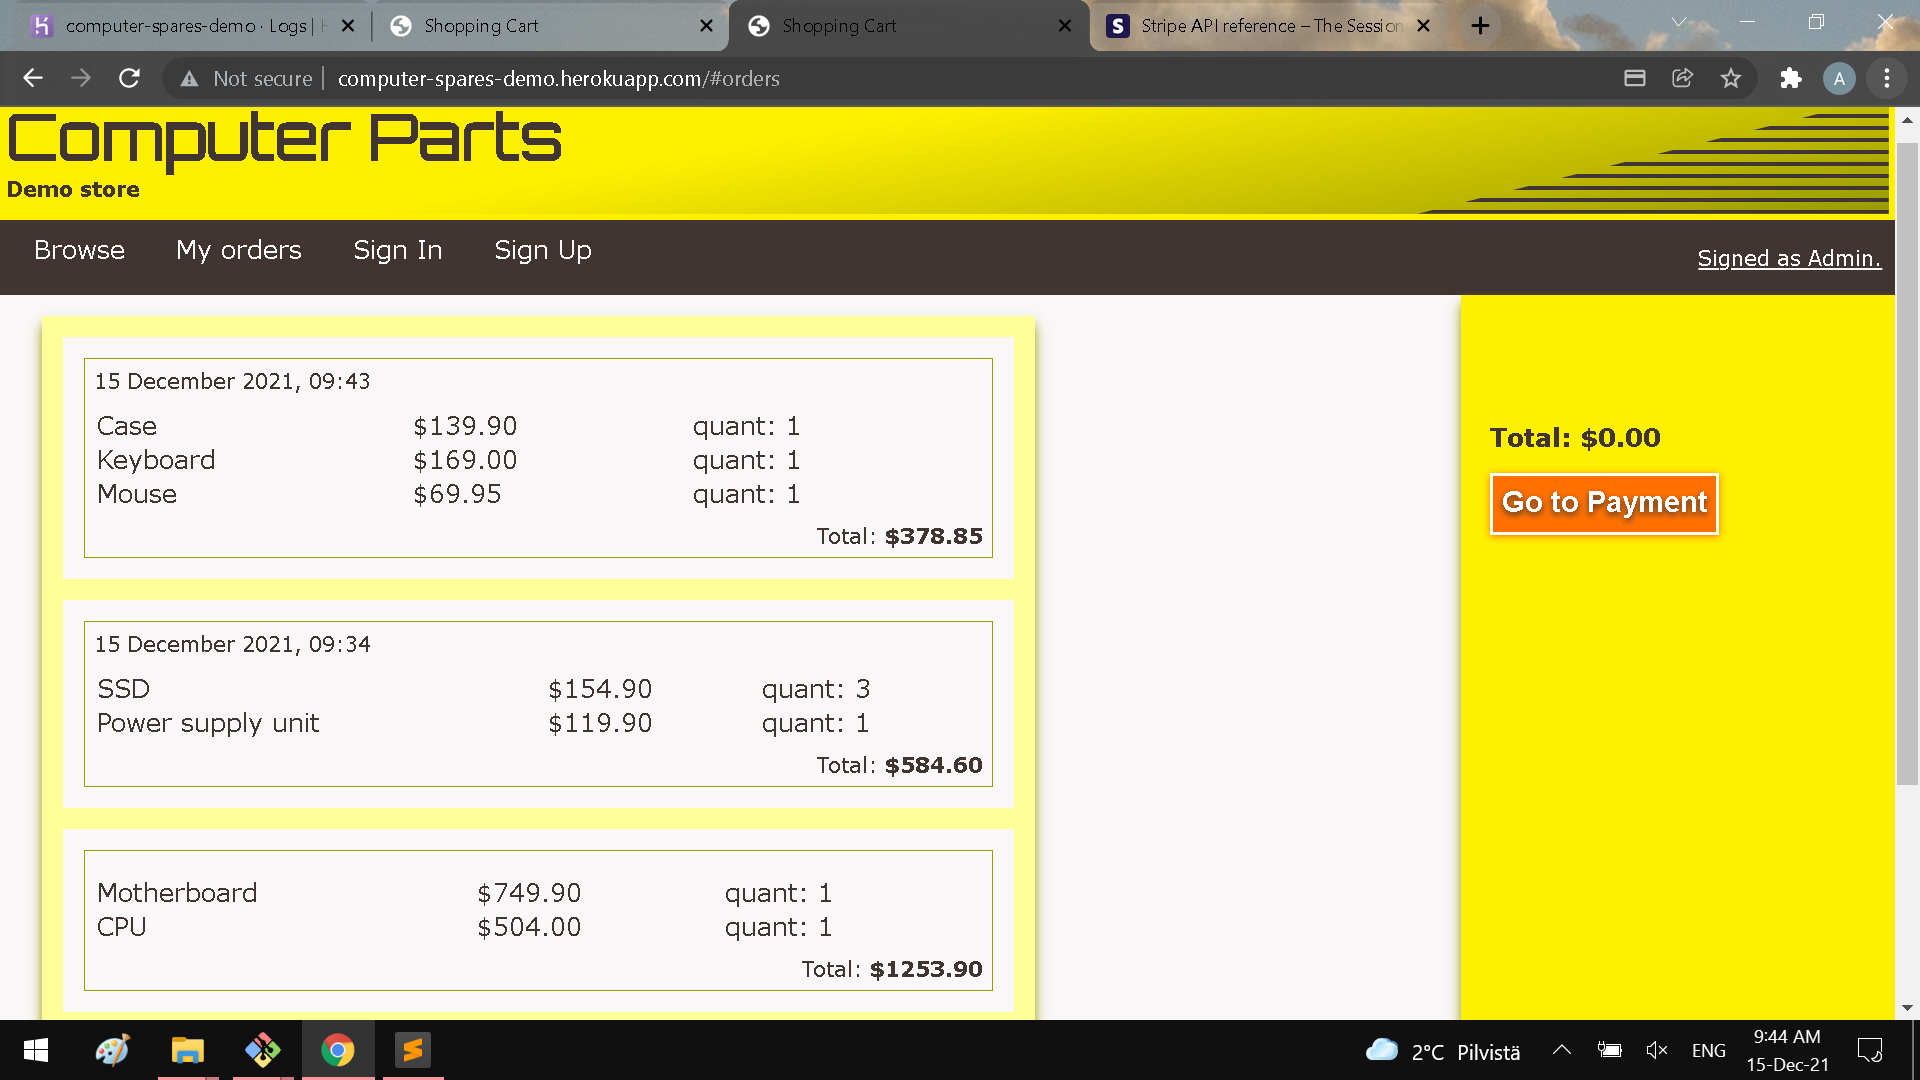 computer-spares-demo · Logs |
Shopping Cart
Shopping Cart
Stripe API reference – The Session
Not secure
computer-spares-demo.herokuapp.com/#orders
A
Computer Parts
Demo store
Browse
My orders
Sign In
Sign Up
Signed as Admin.
15 December 2021, 09:43
Case $139.90 quant: 1
Keyboard $169.00 quant: 1
Mouse $69.95 quant: 1
Total: $378.85
15 December 2021, 09:34
SSD $154.90 quant: 3
Power supply unit $119.90 quant: 1
Total: $584.60
Motherboard $749.90 quant: 1
CPU $504.00 quant: 1
Total: $1253.90
Total: $0.00
Go to Payment
2°C Pilvistä
ENG
9:44 AM
15-Dec-21